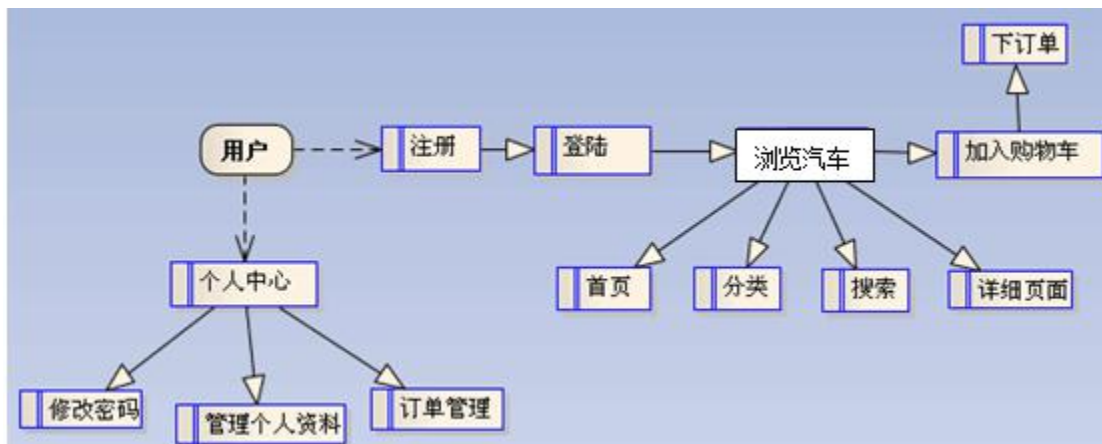 下订单
用户
注册
登陆
浏览汽车
加入购物车
个人中心
首页
分类
搜索
详细页面
修改密码
管理个人资料
订单管理